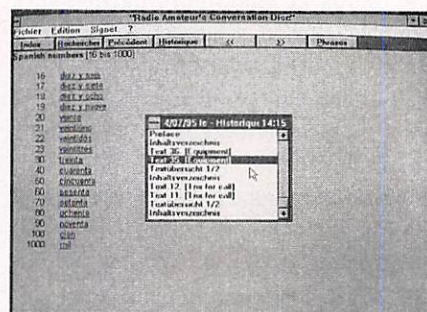 "Radio Amateur's Conversation Disc"
Fichier Edition Signet ?
Index Rechercher Précédent Historique << >> Phrases
Spanish numbers [16 bis 1000]
16 diez y seis
17 diez y siete
18 diez y ocho
19 diez y nueve
20 veinte
21 veintiuno
22 veintidós
23 veintitrés
30 treinta
40 cuarenta
50 cincuenta
60 sesenta
70 setenta
80 ochenta
90 noventa
100 cien
1000 mil
4/07/95 le - Historique 14:15
Preface
Inhaltsverzeichnis
Text 36. [Equipment]
Text 35. [Equipment]
Textübersicht 1/2
Inhaltsverzeichnis
Text 12. [Tnx for call]
Text 11. [Tnx for call]
Textübersicht 1/2
Inhaltsverzeichnis